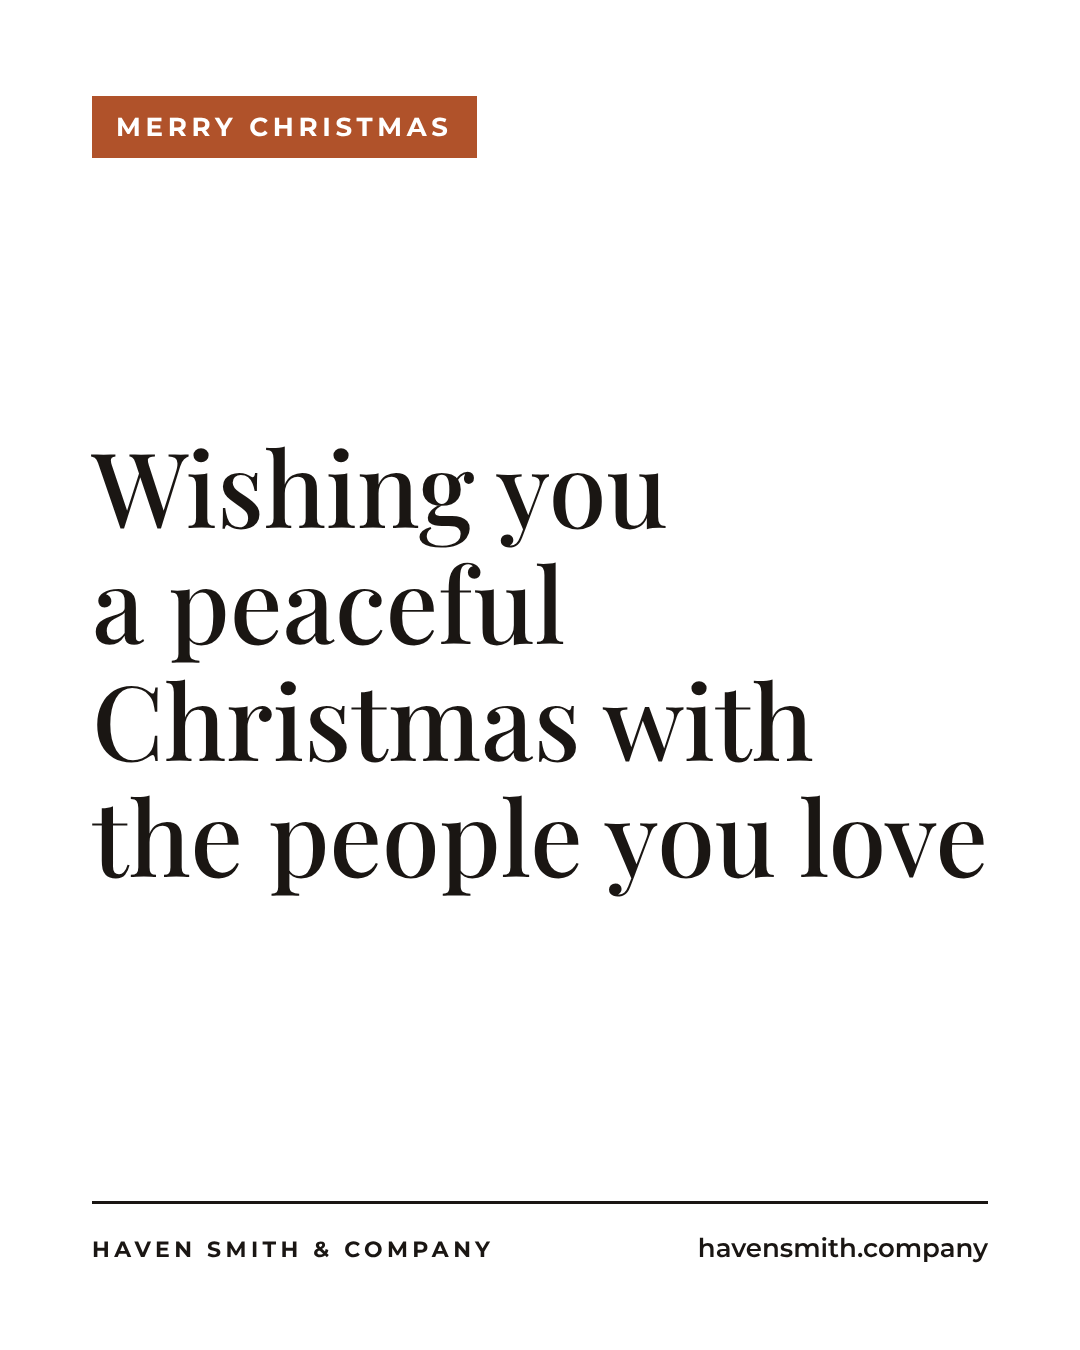 MERRY CHRISTMAS
Wishing you
a peaceful
Christmas with
the people you love
HAVEN SMITH & COMPANY
havensmith.company